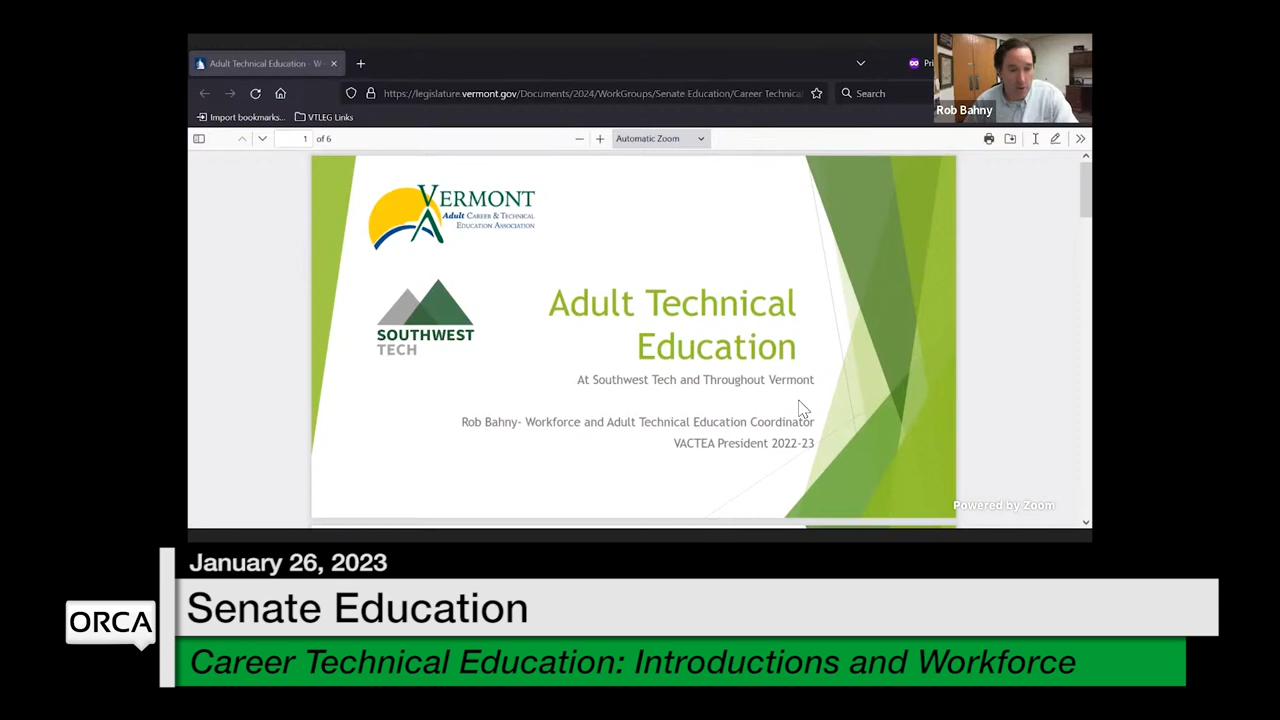 Adult Technical Education - W
Pri
https://legislature.vermont.gov/Documents/2024/WorkGroups/Senate Education/Career Technical
Search
Import bookmarks...
VTLEG Links
Rob Bahny
1 of 6
Automatic Zoom
VERMONT
Adult CAREER & TECHNICAL
EDUCATION ASSOCIATION
SOUTHWEST
TECH
Adult Technical
Education
At Southwest Tech and Throughout Vermont
Rob Bahny- Workforce and Adult Technical Education Coordinator
VACTEA President 2022-23
Powered by Zoom
January 26, 2023
ORCA
Senate Education
Career Technical Education: Introductions and Workforce